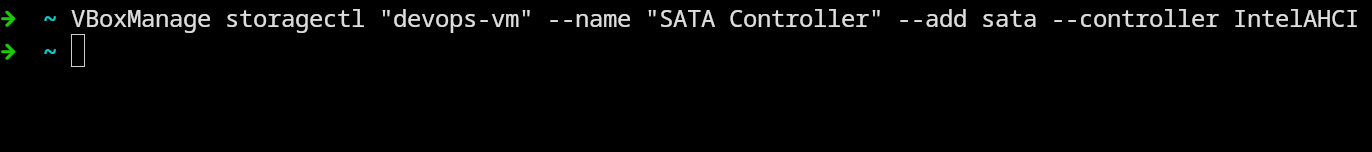 ➜ ~ VBoxManage storagectl "devops-vm" --name "SATA Controller" --add sata --controller IntelAHCI
➜ ~